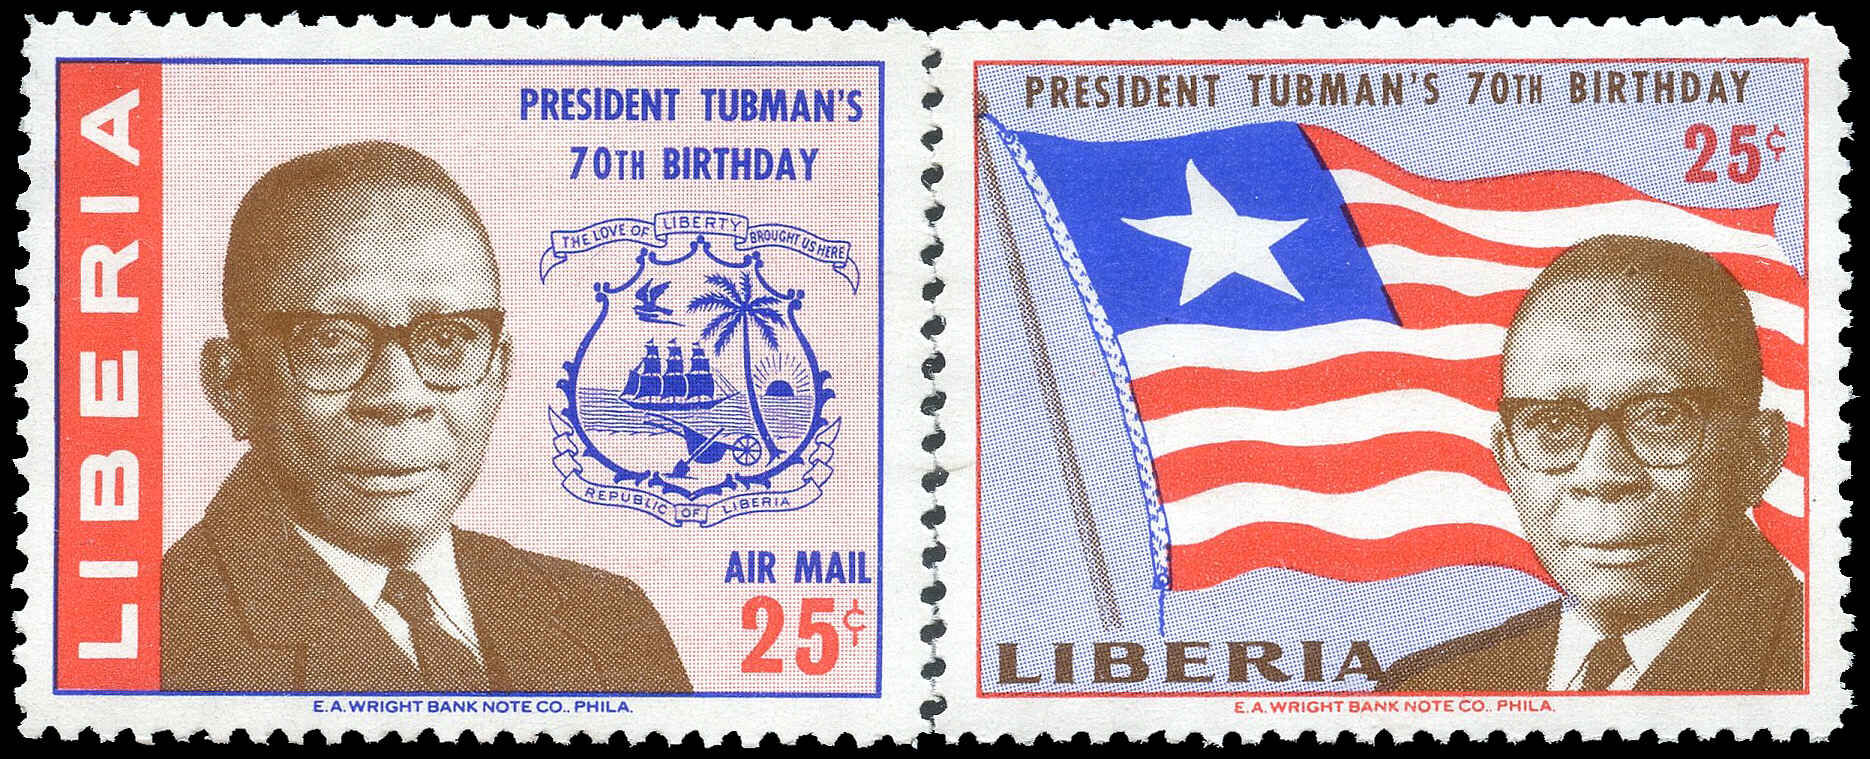 LIBERIA
PRESIDENT TUBMAN'S
70TH BIRTHDAY
THE LOVE OF LIBERTY BROUGHT US HERE
REPUBLIC OF LIBERIA
AIR MAIL
25¢
E.A. WRIGHT BANK NOTE CO., PHILA.
PRESIDENT TUBMAN'S 70TH BIRTHDAY
25¢
LIBERIA
E.A. WRIGHT BANK NOTE CO., PHILA.